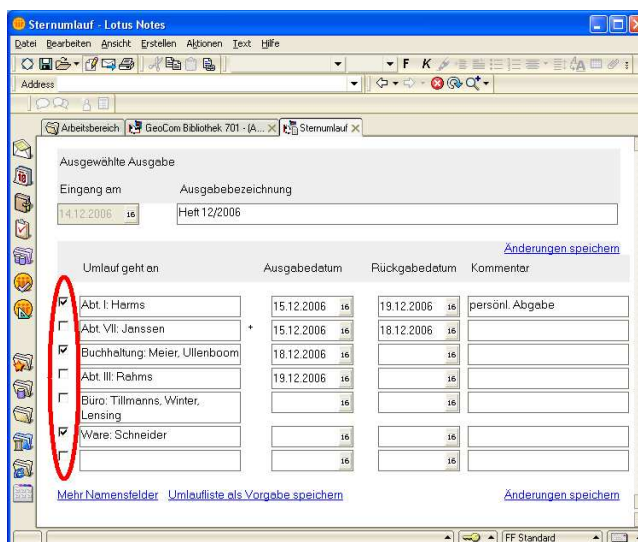 Sternumlauf - Lotus Notes
Datei Bearbeiten Ansicht Erstellen Aktionen Text Hilfe
F K
Address
Arbeitsbereich GeoCom Bibliothek 701 - (A... Sternumlauf
Ausgewählte Ausgabe
Eingang am Ausgabebezeichnung
14.12.2006 16 Heft 12/2006
Änderungen speichern
Umlauf geht an Ausgabedatum Rückgabedatum Kommentar
Abt. I: Harms 15.12.2006 16 19.12.2006 16 persönl. Abgabe
Abt. VII: Janssen + 15.12.2006 16 18.12.2006 16
Buchhaltung: Meier, Ullenboom 18.12.2006 16 16
Abt. III: Rahms 19.12.2006 16 16
Büro: Tillmanns, Winter, 16 16
Lensing
Ware: Schneider 16 16
16 16
Mehr Namensfelder Umlaufliste als Vorgabe speichern Änderungen speichern
FF Standard